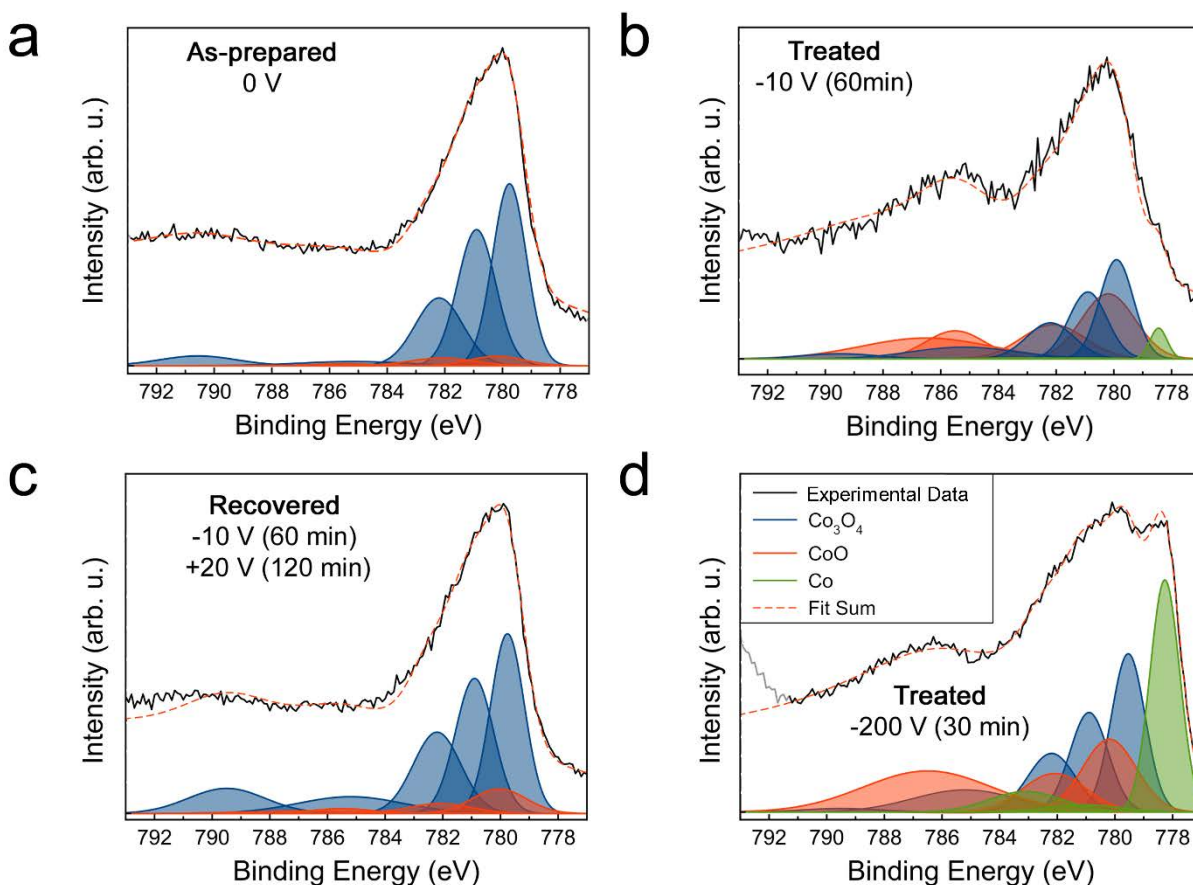 a
As-prepared
0 V
Intensity (arb. u.)
792 790 788 786 784 782 780 778
Binding Energy (eV)
b
Treated
-10 V (60min)
Intensity (arb. u.)
792 790 788 786 784 782 780 778
Binding Energy (eV)
c
Recovered
-10 V (60 min)
+20 V (120 min)
Intensity (arb. u.)
792 790 788 786 784 782 780 778
Binding Energy (eV)
d
Experimental Data
Co₃O₄
CoO
Co
Fit Sum
Treated
-200 V (30 min)
Intensity (arb. u.)
792 790 788 786 784 782 780 778
Binding Energy (eV)